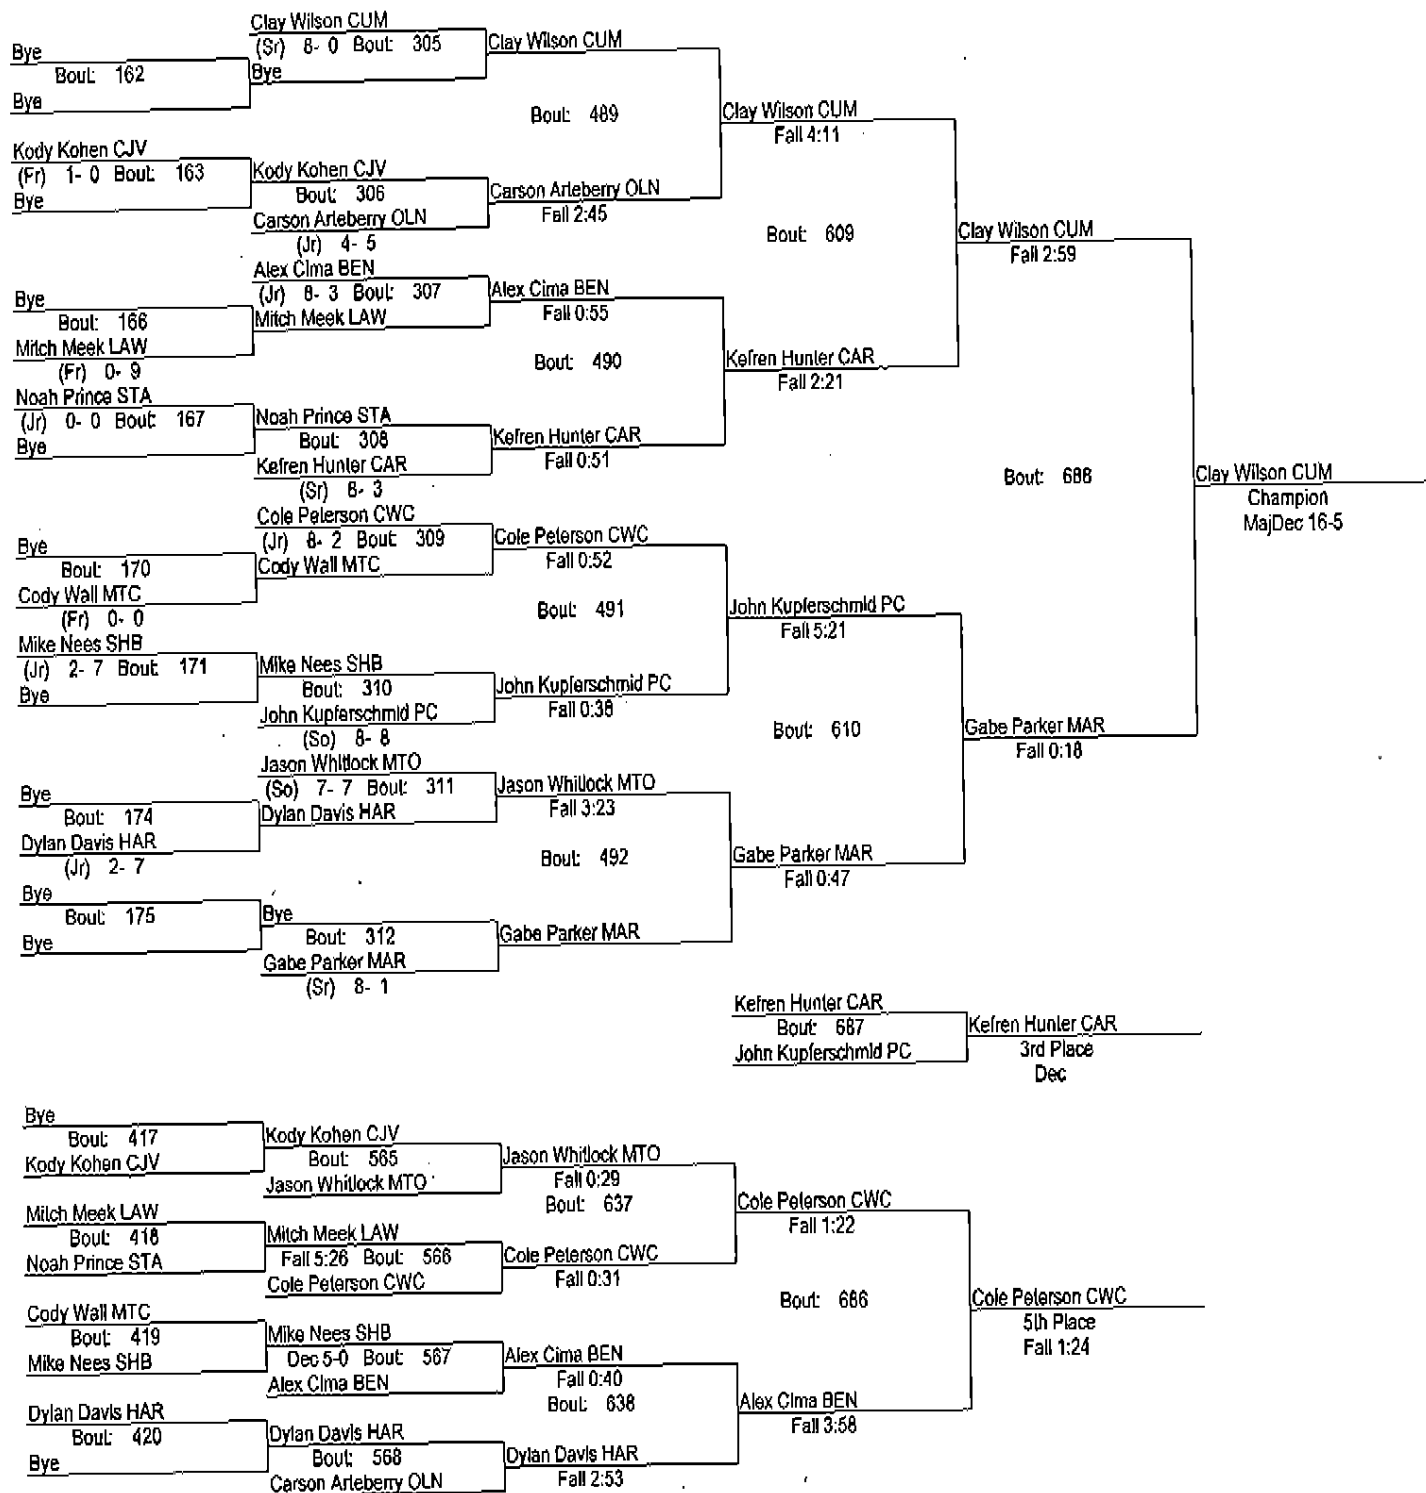 Clay Wilson CUM
Bye
(Sr) 8- 0 Bout: 305
Clay Wilson CUM
Bout: 162
Bye
Bye
Bout: 489
Clay Wilson CUM
Fall 4:11
Kody Kohen CJV
(Fr) 1- 0 Bout: 163
Kody Kohen CJV
Bye
Bout: 306
Carson Arteberry OLN
Carson Arteberry OLN
Fall 2:45
(Jr) 4- 5
Bout: 609
Clay Wilson CUM
Fall 2:59
Alex Cima BEN
(Jr) 8- 3 Bout: 307
Alex Cima BEN
Bye
Fall 0:55
Bout: 166
Mitch Meek LAW
Mitch Meek LAW
(Fr) 0- 9
Bout: 490
Kefren Hunter CAR
Fall 2:21
Noah Prince STA
(Jr) 0- 0 Bout: 167
Noah Prince STA
Bye
Bout: 308
Kefren Hunter CAR
Kefren Hunter CAR
Fall 0:51
(Sr) 8- 3
Bout: 688
Clay Wilson CUM
Champion
MajDec 16-5
Cole Peterson CWC
(Jr) 8- 2 Bout: 309
Cole Peterson CWC
Bye
Fall 0:52
Bout: 170
Cody Wall MTC
Cody Wall MTC
(Fr) 0- 0
Bout: 491
John Kupferschmid PC
Fall 5:21
Mike Nees SHB
(Jr) 2- 7 Bout: 171
Mike Nees SHB
Bye
Bout: 310
John Kupferschmid PC
John Kupferschmid PC
Fall 0:38
(So) 8- 8
Bout: 610
Gabe Parker MAR
Fall 0:18
Jason Whitlock MTO
(So) 7- 7 Bout: 311
Jason Whitlock MTO
Bye
Fall 3:23
Bout: 174
Dylan Davis HAR
Dylan Davis HAR
(Jr) 2- 7
Bout: 492
Gabe Parker MAR
Fall 0:47
Bye
Bout: 175
Bye
Bye
Bout: 312
Gabe Parker MAR
Gabe Parker MAR
(Sr) 8- 1
Kefren Hunter CAR
Bout: 687
Kefren Hunter CAR
John Kupferschmid PC
3rd Place
Dec
Bye
Bout: 417
Kody Kohen CJV
Kody Kohen CJV
Bout: 565
Jason Whitlock MTO
Jason Whitlock MTO
Fall 0:29
Bout: 637
Cole Peterson CWC
Fall 1:22
Mitch Meek LAW
Bout: 418
Mitch Meek LAW
Noah Prince STA
Fall 5:26 Bout: 566
Cole Peterson CWC
Cole Peterson CWC
Fall 0:31
Bout: 686
Cole Peterson CWC
5th Place
Fall 1:24
Cody Wall MTC
Bout: 419
Mike Nees SHB
Mike Nees SHB
Dec 5-0 Bout: 567
Alex Cima BEN
Alex Cima BEN
Fall 0:40
Bout: 638
Alex Cima BEN
Fall 3:58
Dylan Davis HAR
Bout: 420
Dylan Davis HAR
Bye
Bout: 568
Dylan Davis HAR
Carson Arteberry OLN
Fall 2:53